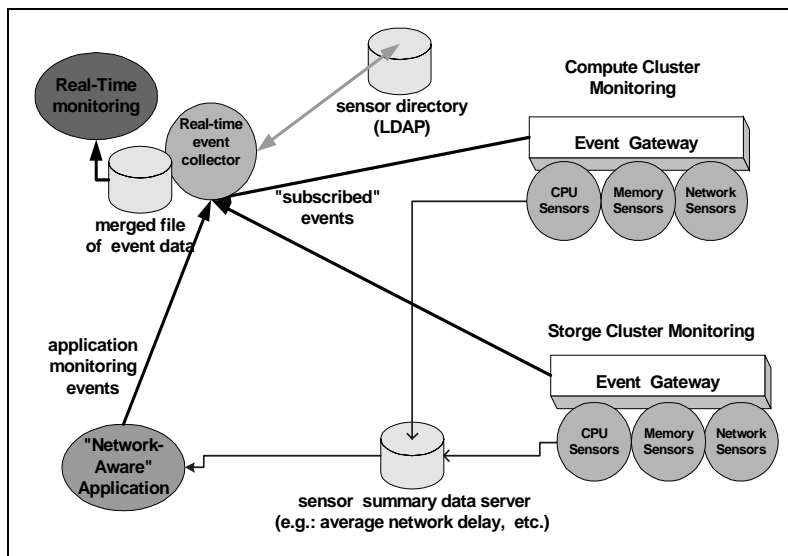 Real-Time
monitoring
Real-time
event
collector
sensor directory
(LDAP)
Compute Cluster
Monitoring
Event Gateway
CPU
Sensors
Memory
Sensors
Network
Sensors
"subscribed"
events
merged file
of event data
application
monitoring
events
Storge Cluster Monitoring
Event Gateway
CPU
Sensors
Memory
Sensors
Network
Sensors
"Network-
Aware"
Application
sensor summary data server
(e.g.: average network delay, etc.)